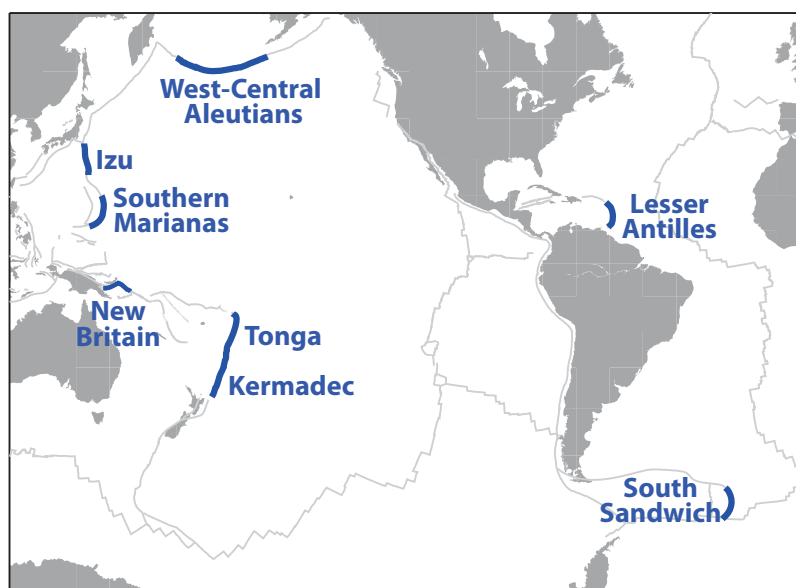 West-Central
Aleutians
Izu
Southern
Marianas
Lesser
Antilles
New
Britain
Tonga
Kermadec
South
Sandwich